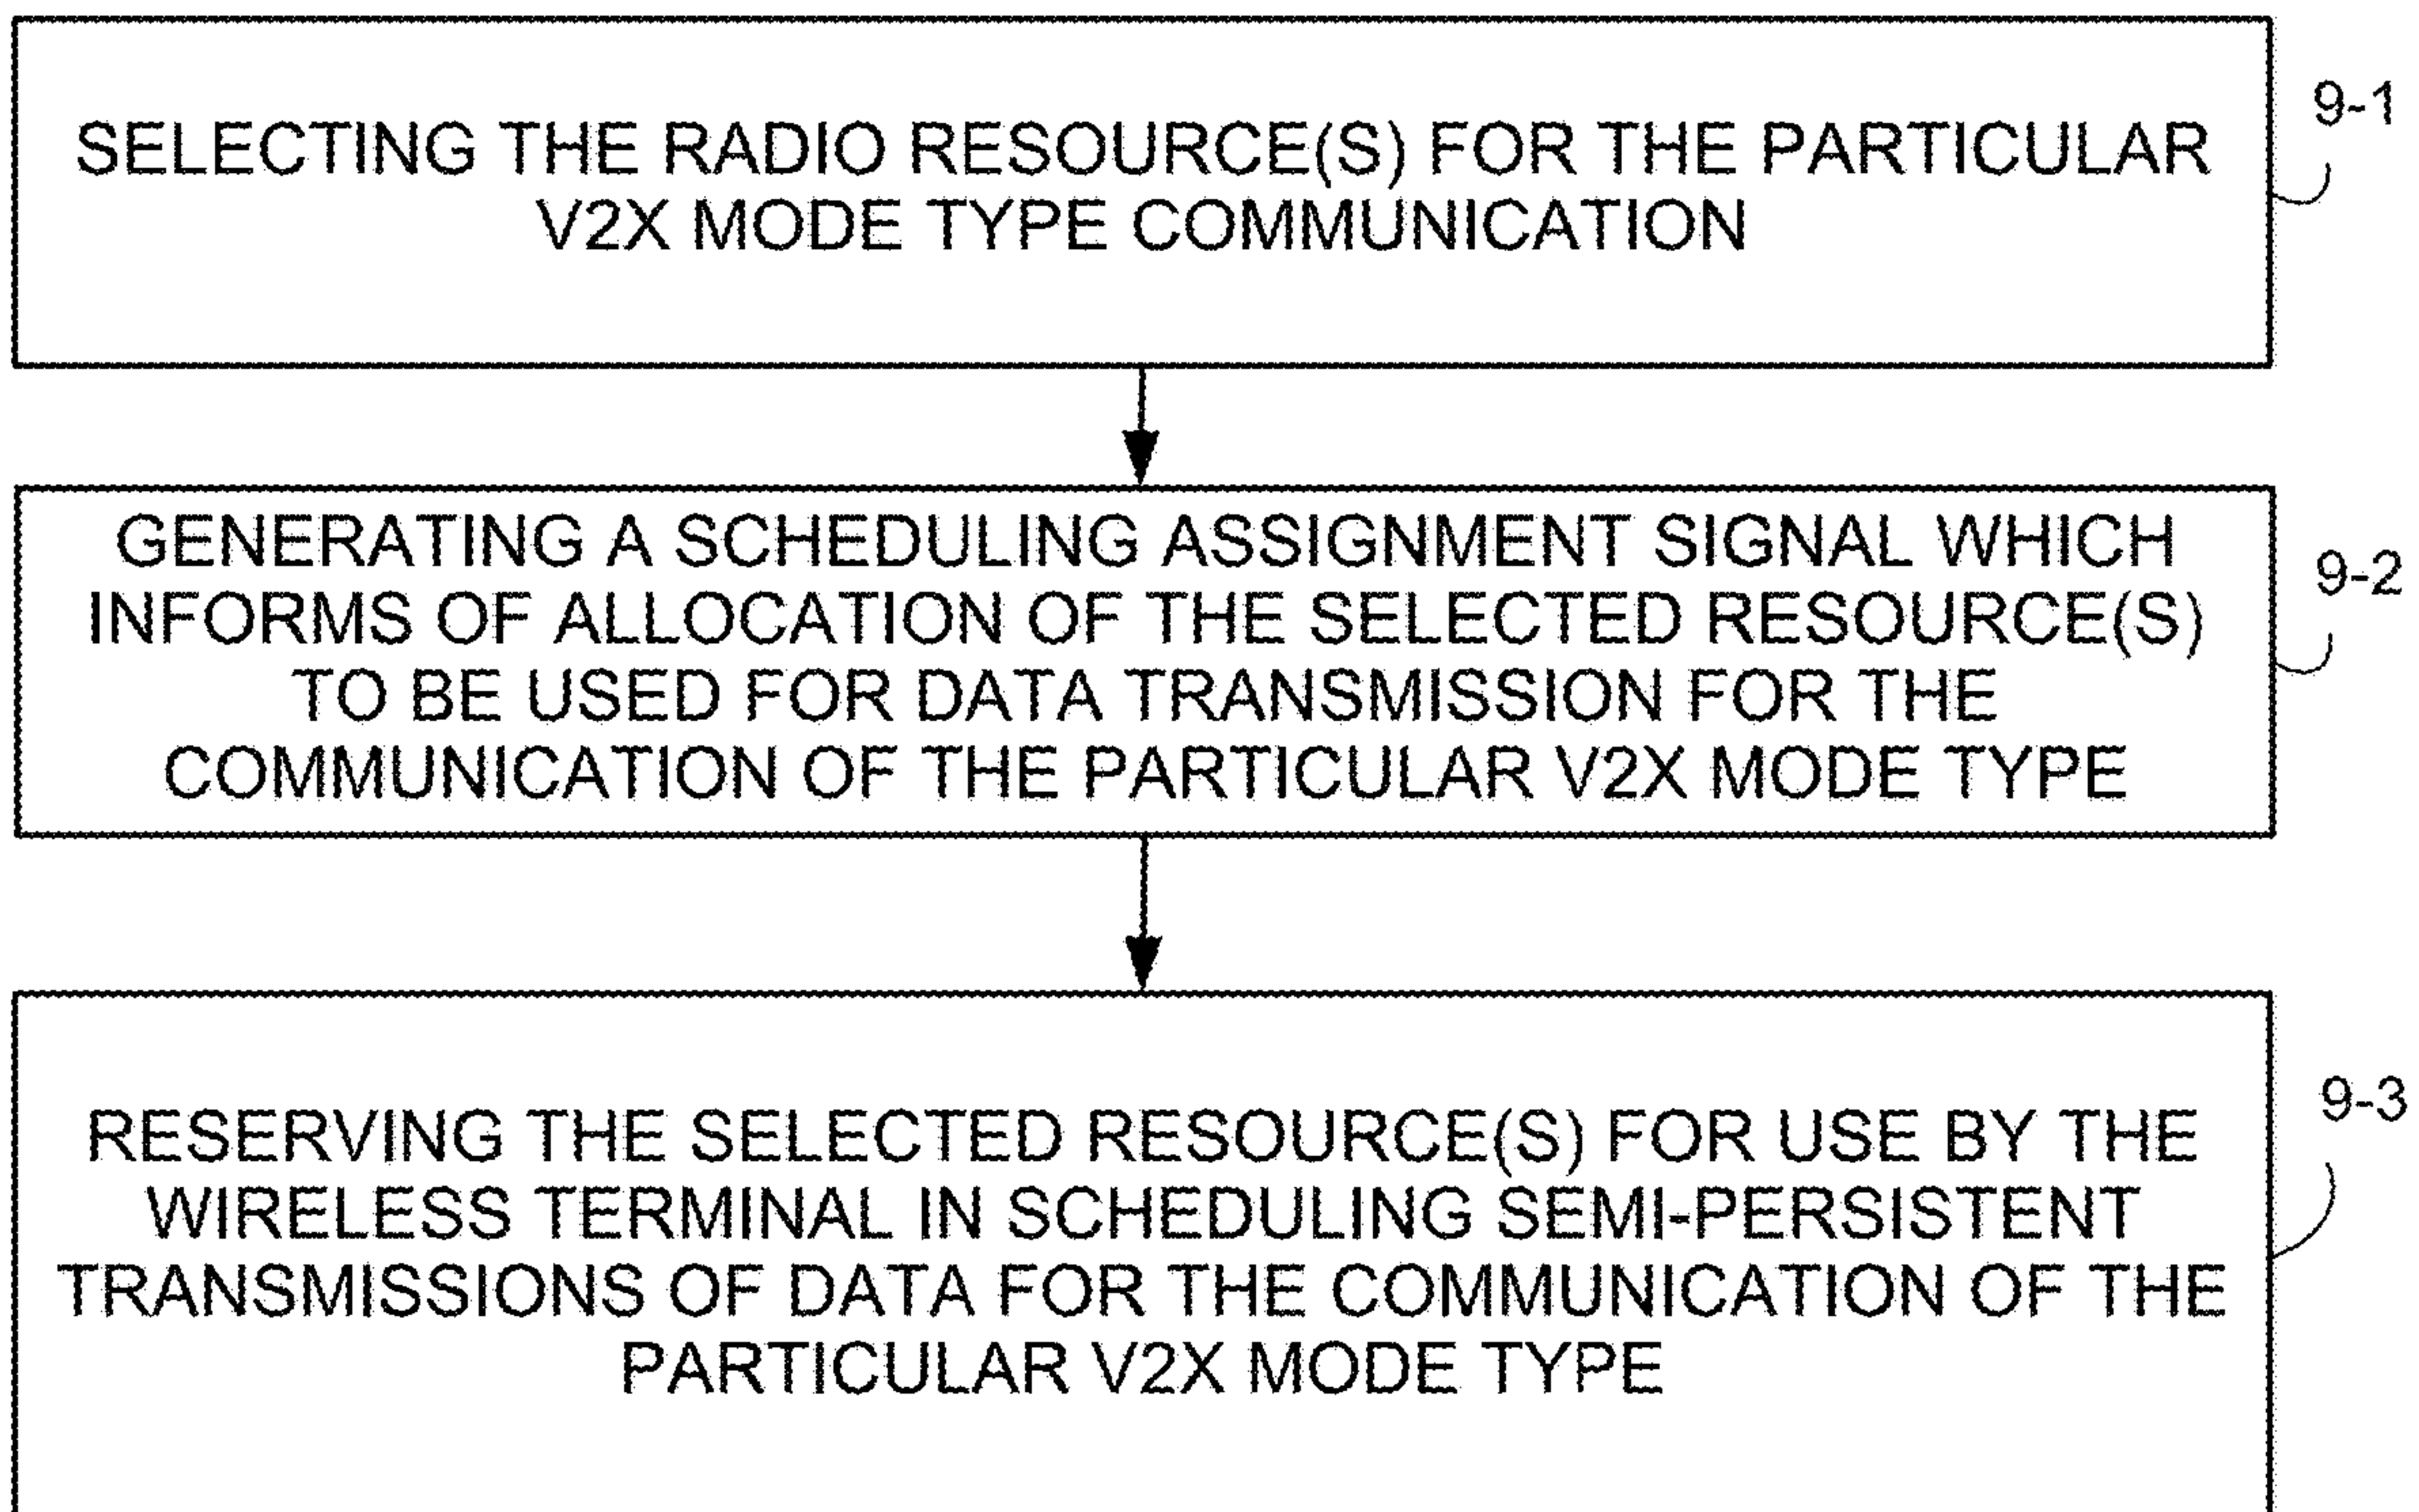 SELECTING THE RADIO RESOURCE(S) FOR THE PARTICULAR
V2X MODE TYPE COMMUNICATION
9-1
GENERATING A SCHEDULING ASSIGNMENT SIGNAL WHICH
INFORMS OF ALLOCATION OF THE SELECTED RESOURCE(S)
TO BE USED FOR DATA TRANSMISSION FOR THE
COMMUNICATION OF THE PARTICULAR V2X MODE TYPE
9-2
RESERVING THE SELECTED RESOURCE(S) FOR USE BY THE
WIRELESS TERMINAL IN SCHEDULING SEMI-PERSISTENT
TRANSMISSIONS OF DATA FOR THE COMMUNICATION OF THE
PARTICULAR V2X MODE TYPE
9-3